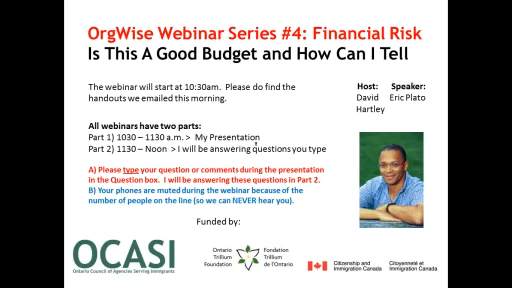 OrgWise Webinar Series #4: Financial Risk
Is This A Good Budget and How Can I Tell
The webinar will start at 10:30am. Please do find the
handouts we emailed this morning.
Host: Speaker:
David Eric Plato
Hartley
All webinars have two parts:
Part 1) 1030 – 1130 a.m. > My Presentation
Part 2) 1130 – Noon > I will be answering questions you type
A) Please type your question or comments during the presentation
in the Question box. I will be answering these questions in Part 2.
B) Your phones are muted during the webinar because of the
number of people on the line (so we can NEVER hear you).
Funded by:
OCASI
Ontario Council of Agencies Serving Immigrants
Ontario
Trillium
Foundation
Fondation
Trillium
de l'Ontario
Citizenship and
Immigration Canada
Citoyenneté et
Immigration Canada